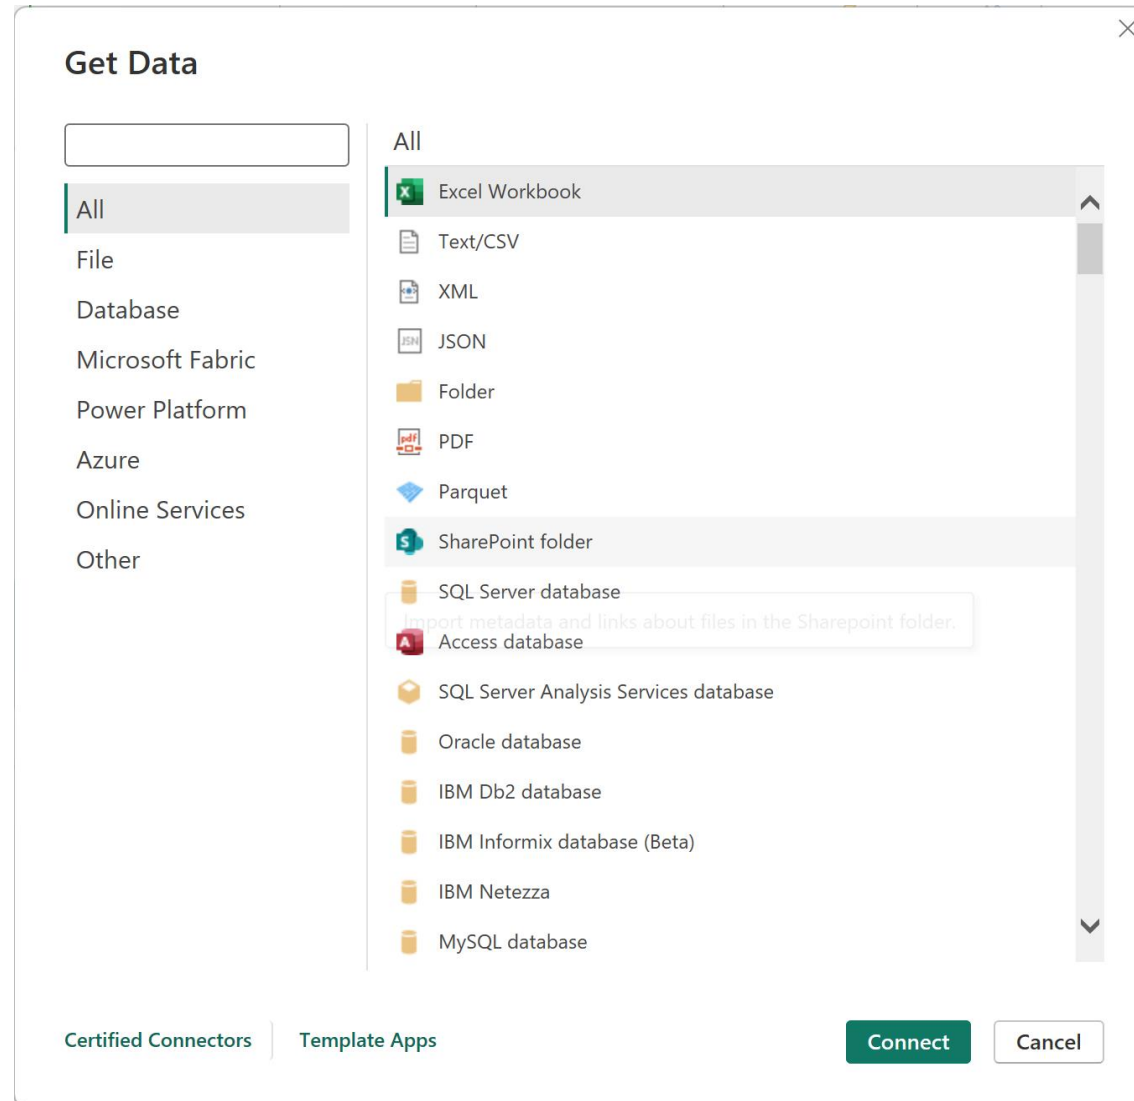 Get Data
All
File
Database
Microsoft Fabric
Power Platform
Azure
Online Services
Other
All
Excel Workbook
Text/CSV
XML
JSN
JSON
Folder
pdf
PDF
Parquet
SharePoint folder
SQL Server database
Import metadata and links about files in the Sharepoint folder.
Access database
SQL Server Analysis Services database
Oracle database
IBM Db2 database
IBM Informix database (Beta)
IBM Netezza
MySQL database
Certified Connectors
Template Apps
Connect
Cancel